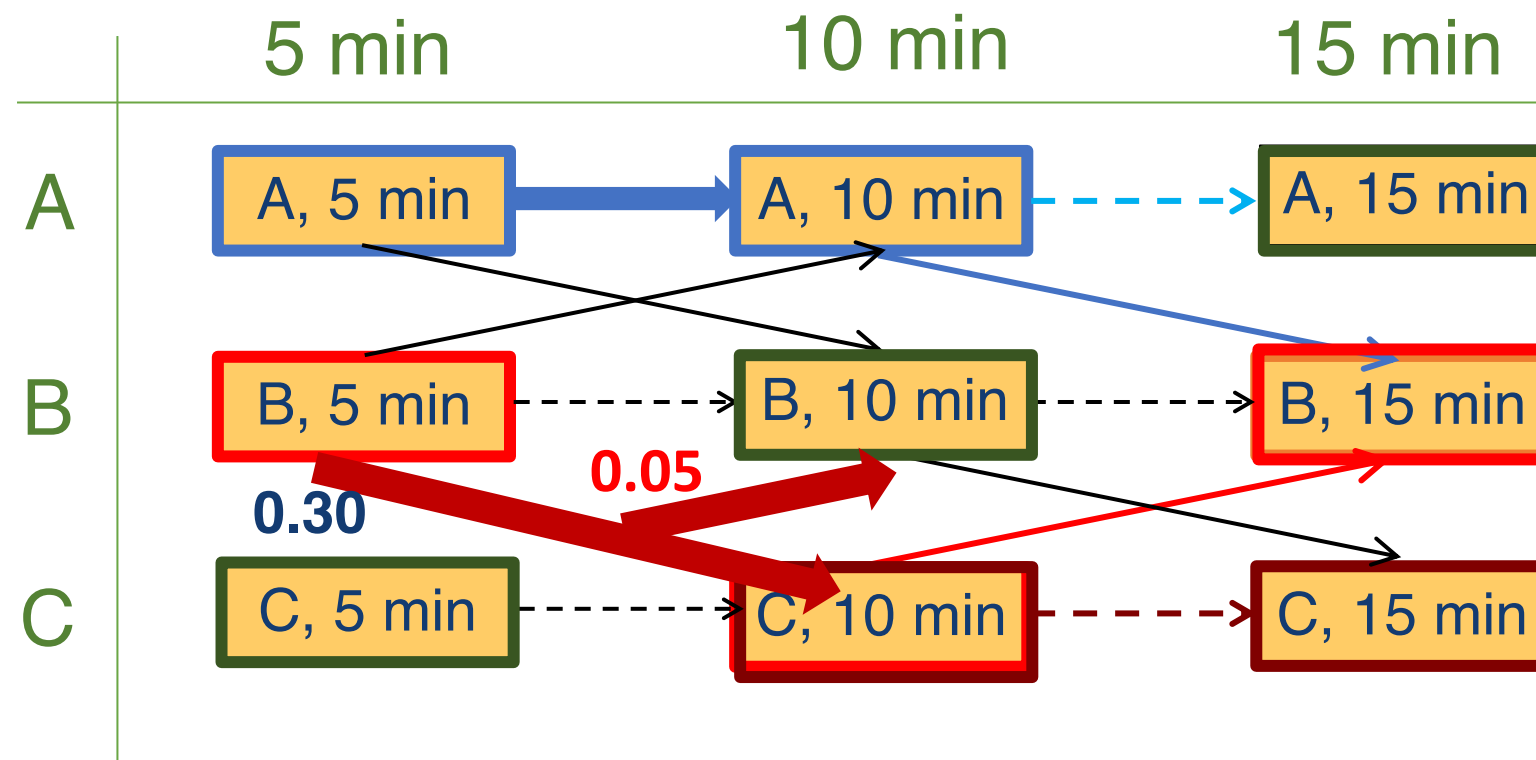 5 min 10 min 15 min
A A, 5 min A, 10 min A, 15 min
B B, 5 min B, 10 min B, 15 min
0.05
0.30
C C, 5 min C, 10 min C, 15 min